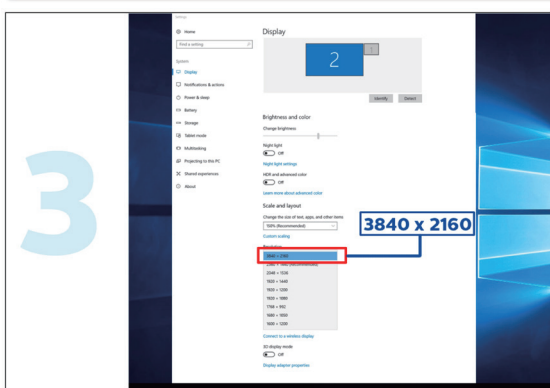 Settings
Home
Display
Find a setting
2
1
System
Display
Notifications & actions
Power & sleep
Battery
Storage
Tablet mode
Multitasking
Projecting to this PC
Shared experiences
About
Identify
Detect
Brightness and color
Change brightness
Night light
Off
Night light settings
HDR and advanced color
Off
Learn more about advanced color
Scale and layout
Change the size of text, apps, and other items
100% (Recommended)
Custom scaling
Resolution
3840 × 2160
2048 × 1536
1920 × 1440
1920 × 1200
1920 × 1080
1768 × 992
1680 × 1050
1600 × 1200
Connect to a wireless display
3D display mode
Off
Display adapter properties
3
3840 x 2160